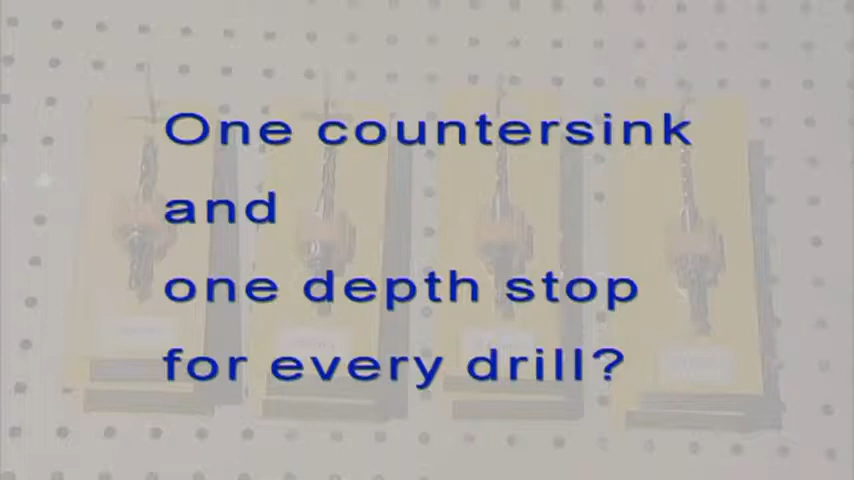 One countersink
and
one depth stop
for every drill?